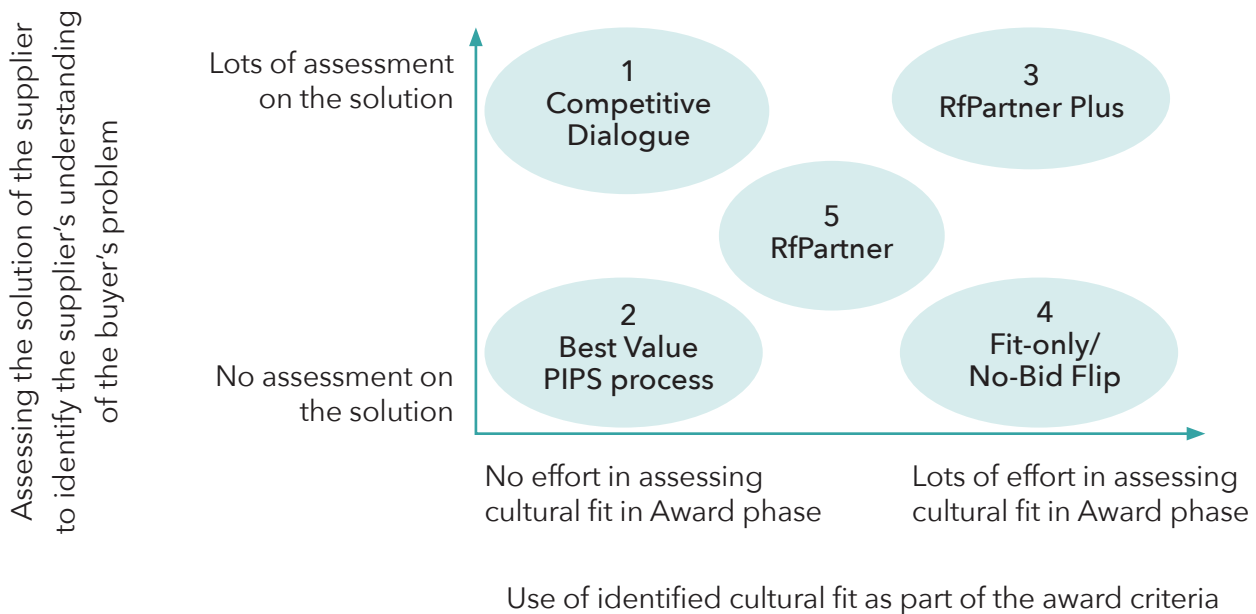 Assessing the solution of the supplier
to identify the supplier's understanding
of the buyer's problem
Lots of assessment
on the solution
1
Competitive
Dialogue
3
RfPartner Plus
5
RfPartner
No assessment on
the solution
2
Best Value
PIPS process
4
Fit-only/
No-Bid Flip
No effort in assessing
cultural fit in Award phase
Lots of effort in assessing
cultural fit in Award phase
Use of identified cultural fit as part of the award criteria